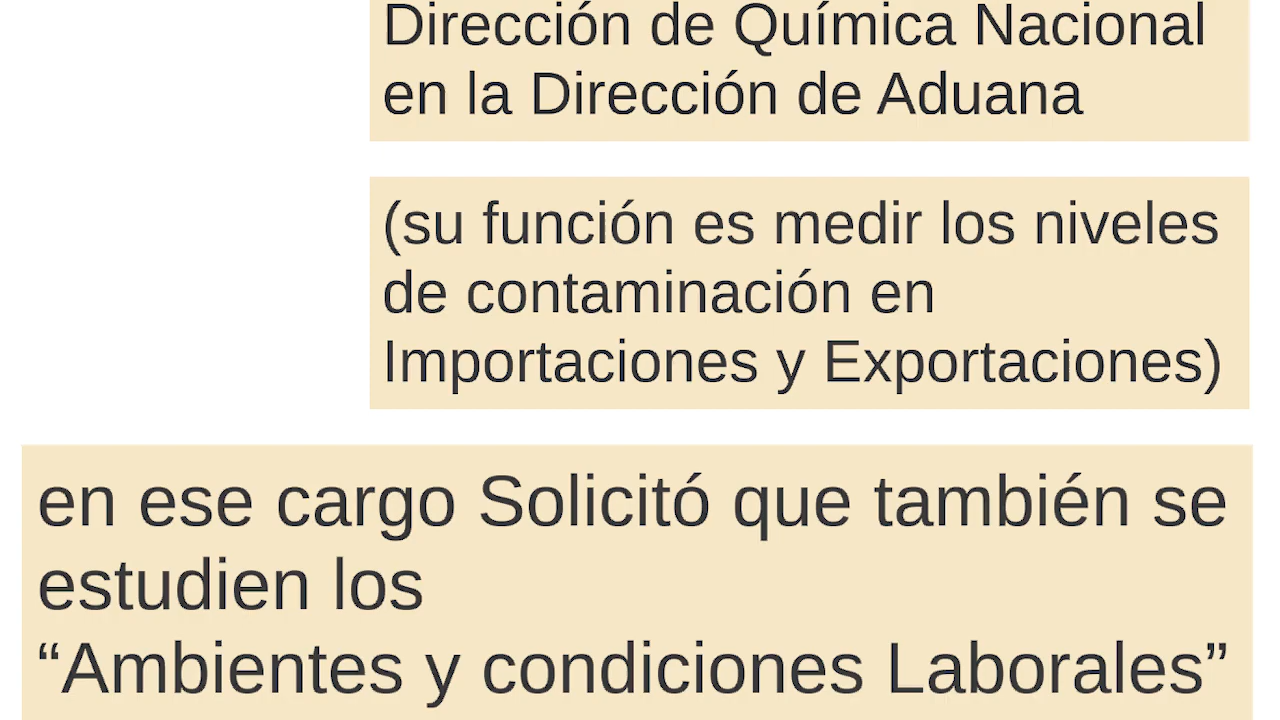 Dirección de Química Nacional
en la Dirección de Aduana
(su función es medir los niveles
de contaminación en
Importaciones y Exportaciones)
en ese cargo Solicitó que también se
estudien los
“Ambientes y condiciones Laborales”